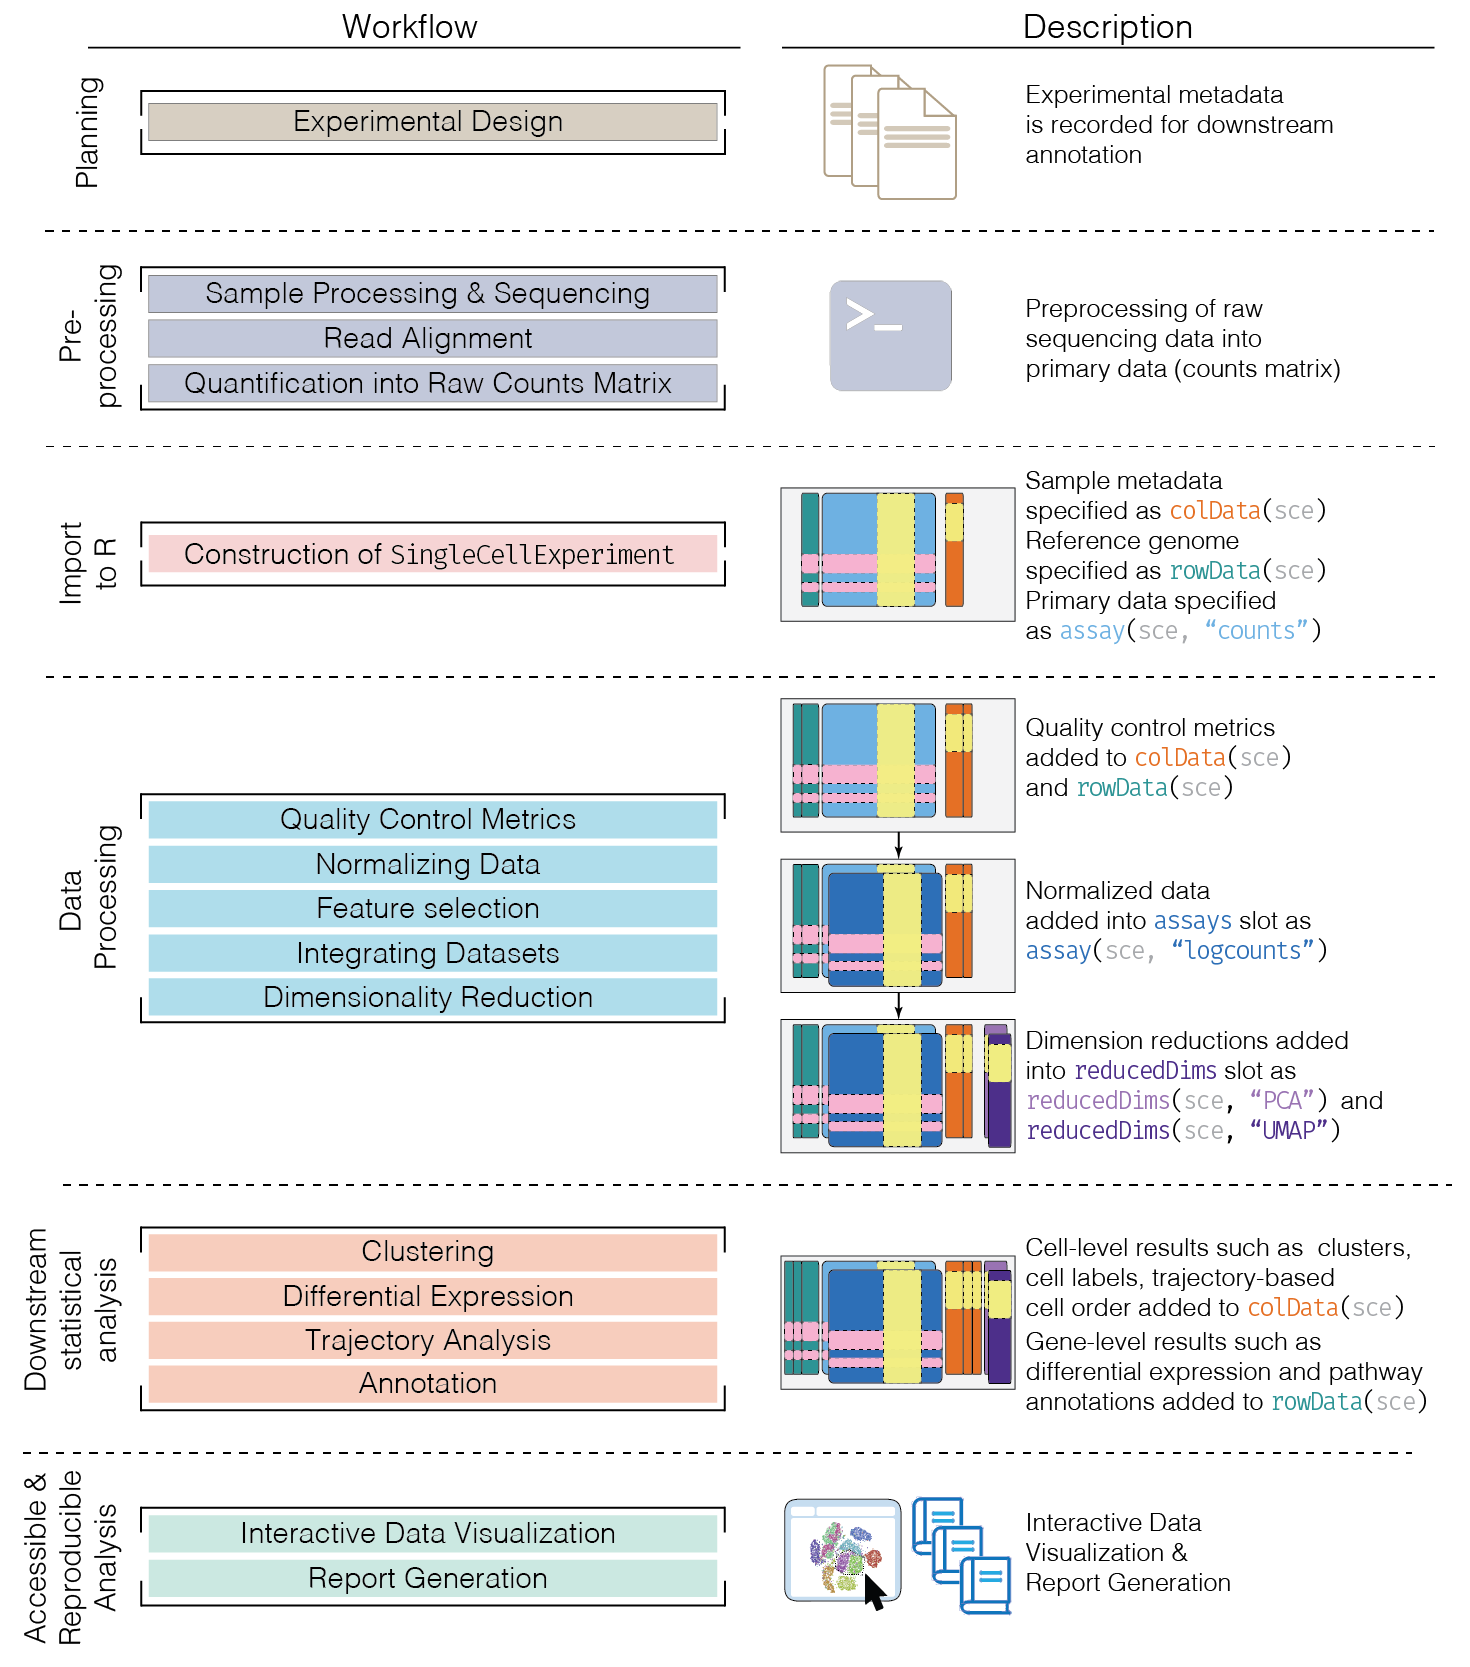 Workflow
Description
Planning
Experimental Design
Experimental metadata
is recorded for downstream
annotation
Pre-
processing
Sample Processing & Sequencing
Read Alignment
Quantification into Raw Counts Matrix
Preprocessing of raw
sequencing data into
primary data (counts matrix)
Import
to R
Construction of SingleCellExperiment
Sample metadata
specified as colData(sce)
Reference genome
specified as rowData(sce)
Primary data specified
as assay(sce, “counts”)
Data
Processing
Quality Control Metrics
Normalizing Data
Feature selection
Integrating Datasets
Dimensionality Reduction
Quality control metrics
added to colData(sce)
and rowData(sce)
Normalized data
added into assays slot as
assay(sce, “logcounts”)
Dimension reductions added
into reducedDims slot as
reducedDims(sce, “PCA”) and
reducedDims(sce, “UMAP”)
Downstream
statistical
analysis
Clustering
Differential Expression
Trajectory Analysis
Annotation
Cell-level results such as clusters,
cell labels, trajectory-based
cell order added to colData(sce)
Gene-level results such as
differential expression and pathway
annotations added to rowData(sce)
Accessible &
Reproducible
Analysis
Interactive Data Visualization
Report Generation
Interactive Data
Visualization &
Report Generation